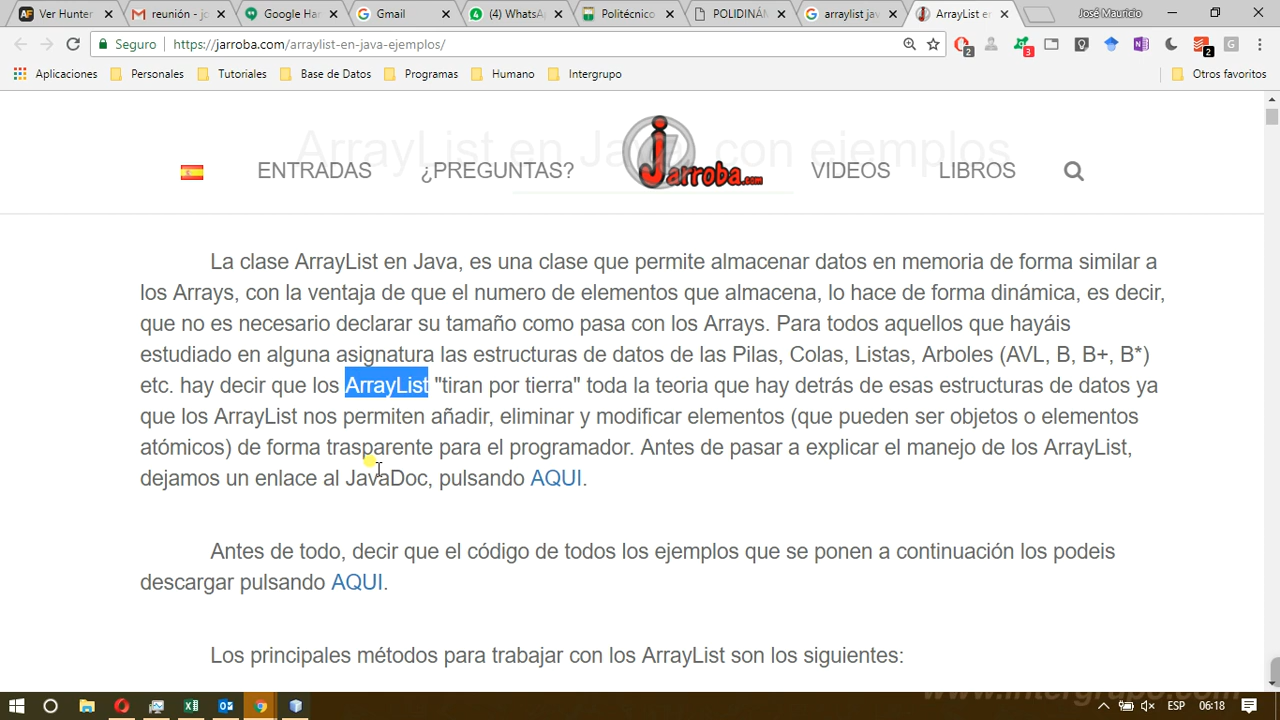 Ver Hunter
reunión - jo
Google Han
Gmail
(4) WhatsAp
Politécnico
POLIDINÁM
arraylist jav
ArrayList en
José Mauricio
Seguro
https://jarroba.com/arraylist-en-java-ejemplos/
Aplicaciones
Personales
Tutoriales
Base de Datos
Programas
Humano
Intergrupo
Otros favoritos
ArrayList en Java, con ejemplos
ENTRADAS
¿PREGUNTAS?
Jarroba.com
VIDEOS
LIBROS
La clase ArrayList en Java, es una clase que permite almacenar datos en memoria de forma similar a
los Arrays, con la ventaja de que el numero de elementos que almacena, lo hace de forma dinámica, es decir,
que no es necesario declarar su tamaño como pasa con los Arrays. Para todos aquellos que hayáis
estudiado en alguna asignatura las estructuras de datos de las Pilas, Colas, Listas, Arboles (AVL, B, B+, B*)
etc. hay decir que los ArrayList "tiran por tierra" toda la teoria que hay detrás de esas estructuras de datos ya
que los ArrayList nos permiten añadir, eliminar y modificar elementos (que pueden ser objetos o elementos
atómicos) de forma trasparente para el programador. Antes de pasar a explicar el manejo de los ArrayList,
dejamos un enlace al JavaDoc, pulsando AQUI.
Antes de todo, decir que el código de todos los ejemplos que se ponen a continuación los podeis
descargar pulsando AQUI.
Los principales métodos para trabajar con los ArrayList son los siguientes:
www.intergrupo.com
ESP
06:18